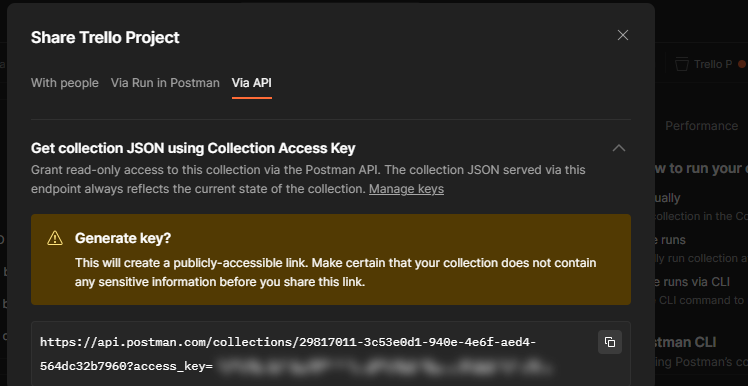 Share Trello Project
With people Via Run in Postman Via API
Trello P
Performance
Get collection JSON using Collection Access Key
Grant read-only access to this collection via the Postman API. The collection JSON served via this
endpoint always reflects the current state of the collection. Manage keys
Generate key?
This will create a publicly-accessible link. Make certain that your collection does not contain
any sensitive information before you share this link.
https://api.postman.com/collections/29817011-3c53e0d1-940e-4e6f-aed4-
564dc32b7960?access_key=
w to run your
ually
collection in the Co
e runs
lly run collection a
e runs via CLI
CLI command to
stman CLI
ing Postman's co